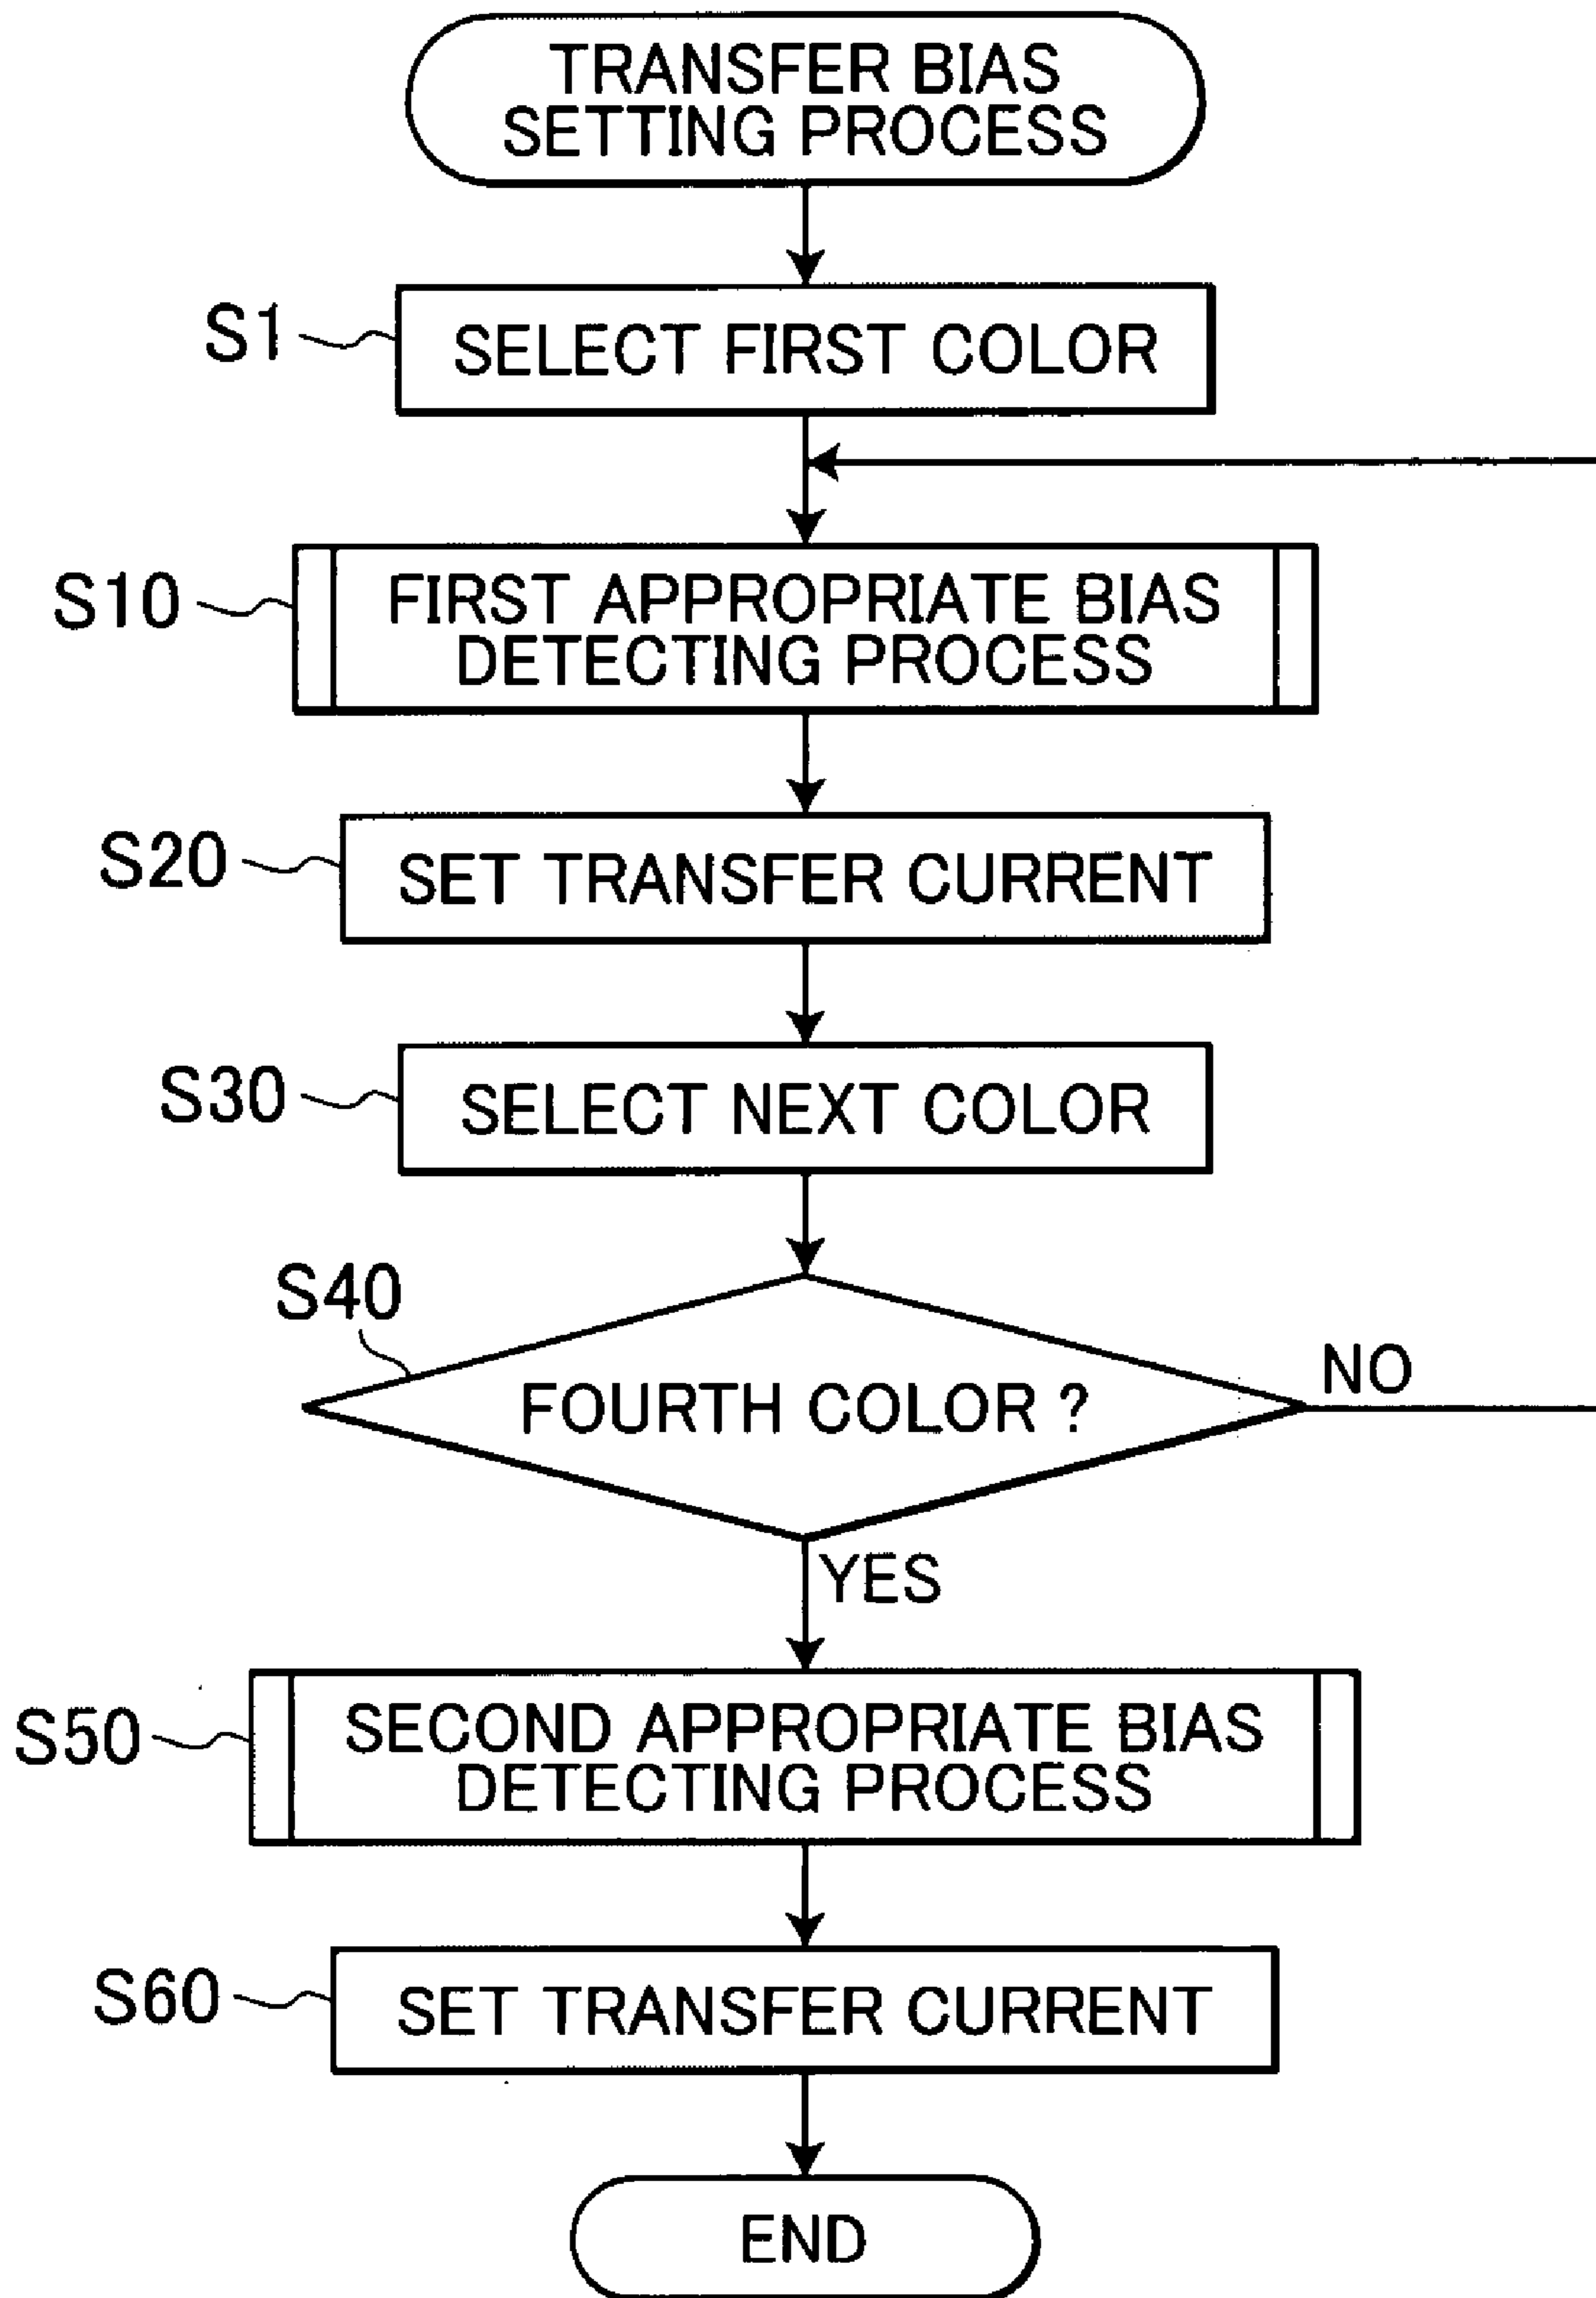 TRANSFER BIAS
SETTING PROCESS
S1
SELECT FIRST COLOR
S10
FIRST APPROPRIATE BIAS
DETECTING PROCESS
S20
SET TRANSFER CURRENT
S30
SELECT NEXT COLOR
S40
FOURTH COLOR ?
NO
YES
S50
SECOND APPROPRIATE BIAS
DETECTING PROCESS
S60
SET TRANSFER CURRENT
END